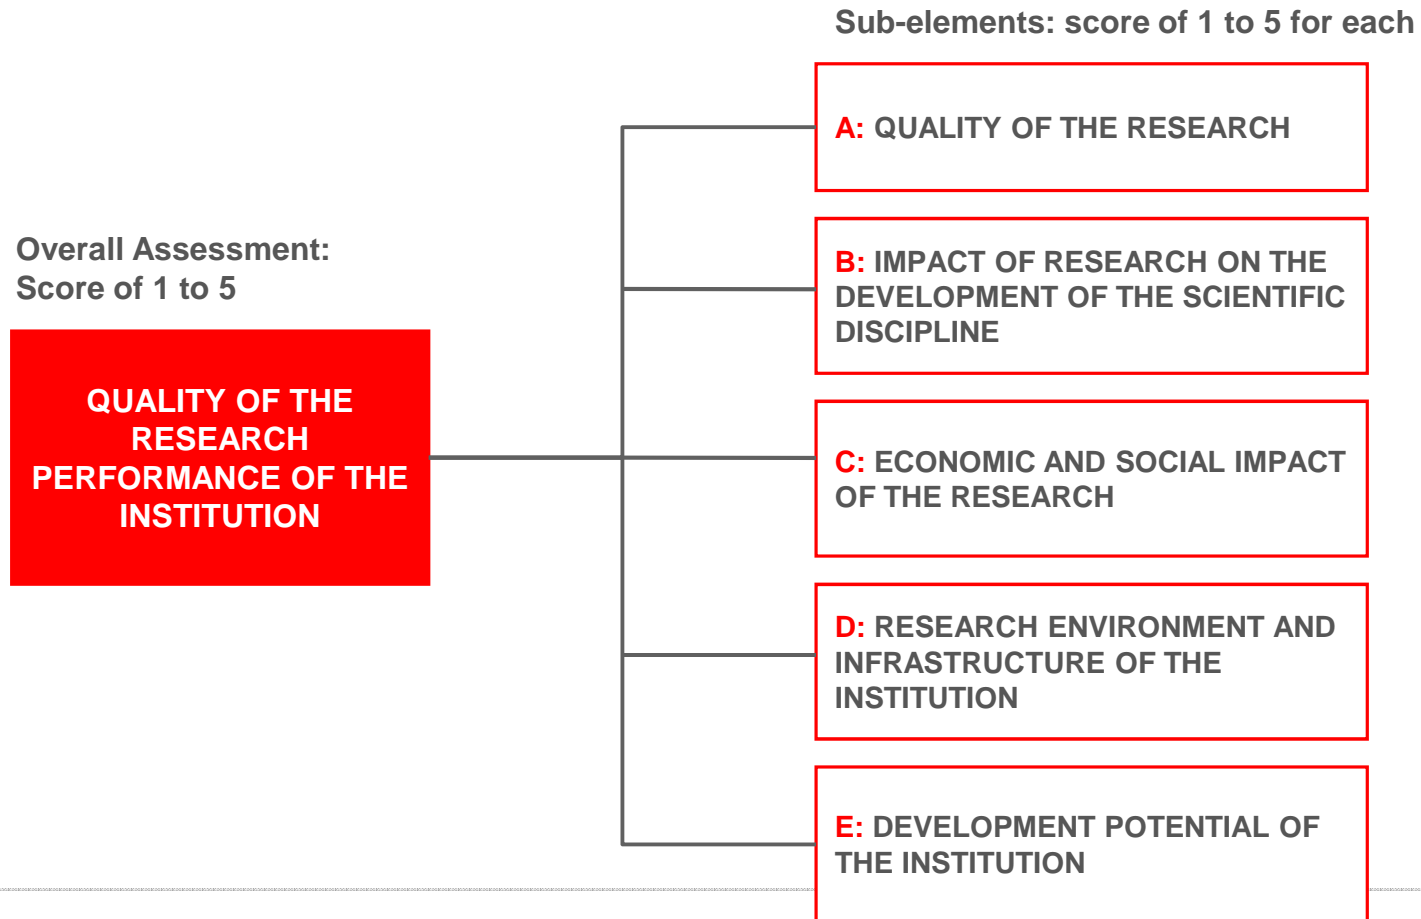 Sub-elements: score of 1 to 5 for each
A: QUALITY OF THE RESEARCH
B: IMPACT OF RESEARCH ON THE
DEVELOPMENT OF THE SCIENTIFIC
DISCIPLINE
Overall Assessment:
Score of 1 to 5
QUALITY OF THE
RESEARCH
PERFORMANCE OF THE
INSTITUTION
C: ECONOMIC AND SOCIAL IMPACT
OF THE RESEARCH
D: RESEARCH ENVIRONMENT AND
INFRASTRUCTURE OF THE
INSTITUTION
E: DEVELOPMENT POTENTIAL OF
THE INSTITUTION